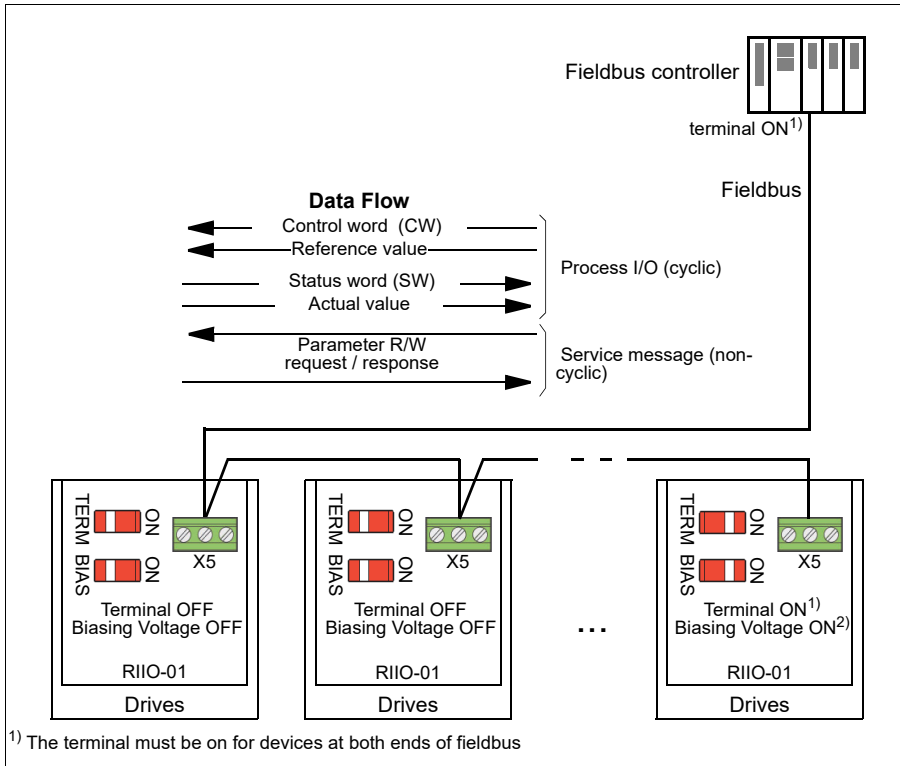 Fieldbus controller
terminal ON1)
Fieldbus
Data Flow
Control word (CW)
Reference value
Status word (SW)
Actual value
Process I/O (cyclic)
Parameter R/W
request / response
Service message (non-
cyclic)
TERM
ON
BIAS
ON
X5
Terminal OFF
Biasing Voltage OFF
RIIO-01
Drives
TERM
ON
BIAS
ON
X5
Terminal OFF
Biasing Voltage OFF
RIIO-01
Drives
...
TERM
ON
BIAS
ON
X5
Terminal ON1)
Biasing Voltage ON2)
RIIO-01
Drives
1) The terminal must be on for devices at both ends of fieldbus